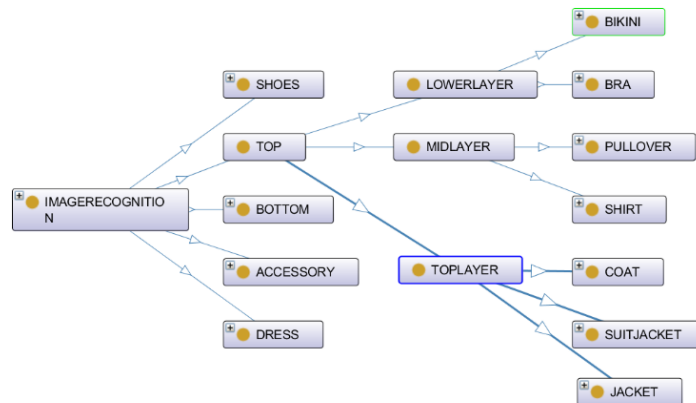 BIKINI
SHOES
LOWERLAYER
BRA
TOP
MIDLAYER
PULLOVER
IMAGERECOGNITIO
N
BOTTOM
SHIRT
ACCESSORY
TOPLAYER
COAT
DRESS
SUITJACKET
JACKET